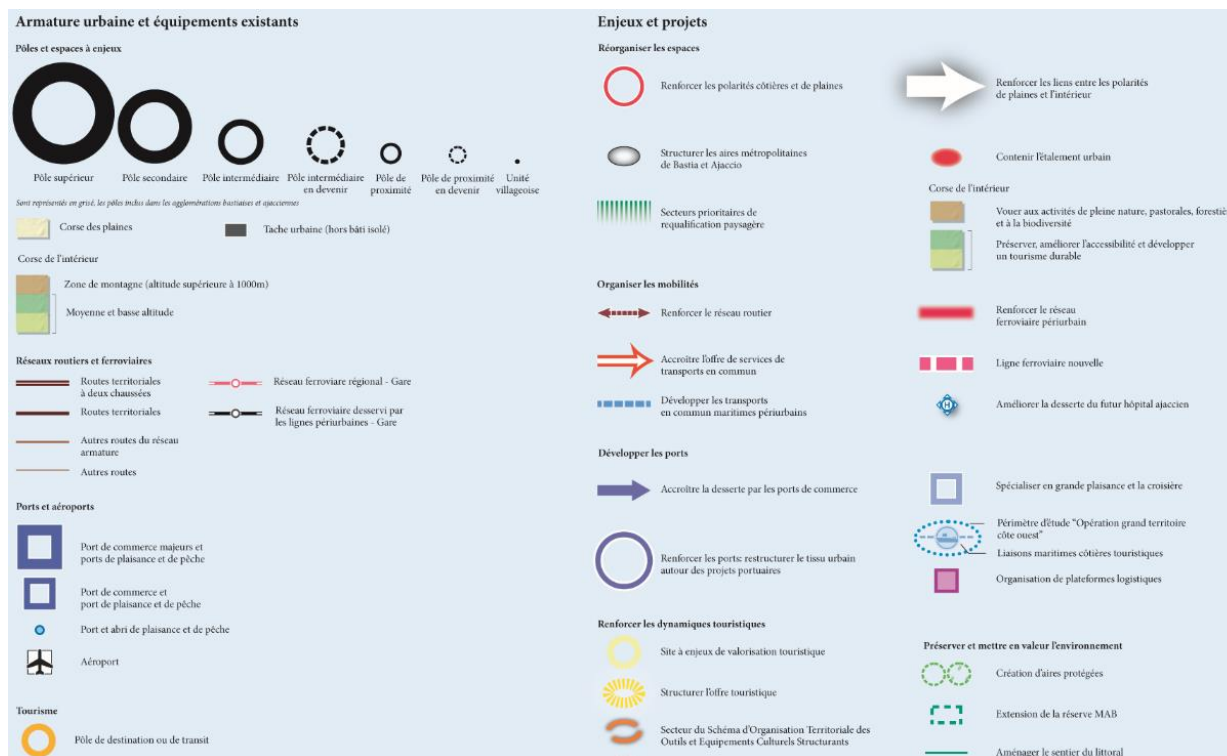 Armature urbaine et équipements existants
Pôles et espaces à enjeux
Pôle supérieur
Pôle secondaire
Pôle intermédiaire
Pôle intermédiaire
en devenir
Pôle de
proximité
Pôle de proximité
en devenir
Unité
villageoise
Sont représentés en grisé, les pôles inclus dans les agglomérations bastiaises et ajacciennes
Corse des plaines
Tache urbaine (hors bâti isolé)
Corse de l'intérieur
Zone de montagne (altitude supérieure à 1000m)
Moyenne et basse altitude
Réseaux routiers et ferroviaires
Routes territoriales
à deux chaussées
Réseau ferroviare régional - Gare
Routes territoriales
Réseau ferroviaire desservi par
les lignes périurbaines - Gare
Autres routes du réseau
armature
Autres routes
Ports et aéroports
Port de commerce majeurs et
ports de plaisance et de pêche
Port de commerce et
port de plaisance et de pêche
Port et abri de plaisance et de pêche
Aéroport
Tourisme
Pôle de destination ou de transit
Enjeux et projets
Réorganiser les espaces
Renforcer les polarités côtières et de plaines
Renforcer les liens entre les polarités
de plaines et l'intérieur
Structurer les aires métropolitaines
de Bastia et Ajaccio
Contenir l'étalement urbain
Secteurs prioritaires de
requalification paysagère
Corse de l'intérieur
Vouer aux activités de pleine nature, pastorales, forestiè
et à la biodiversité
Préserver, améliorer l'accessibilité et développer
un tourisme durable
Organiser les mobilités
Renforcer le réseau routier
Renforcer le réseau
ferroviaire périurbain
Accroître l'offre de services de
transports en commun
Ligne ferroviaire nouvelle
Développer les transports
en commun maritimes périurbains
H
Améliorer la desserte du futur hôpital ajaccien
Développer les ports
Accroître la desserte par les ports de commerce
Spécialiser en grande plaisance et la croisière
Renforcer les ports: restructurer le tissu urbain
autour des projets portuaires
Périmètre d'étude "Opération grand territoire
côte ouest"
Liaisons maritimes côtières touristiques
Organisation de plateformes logistiques
Renforcer les dynamiques touristiques
Site à enjeux de valorisation touristique
Structurer l'offre touristique
Secteur du Schéma d'Organisation Territoriale des
Outils et Equipements Culturels Structurants
Préserver et mettre en valeur l'environnement
Création d'aires protégées
Extension de la réserve MAB
Aménager le sentier du littoral